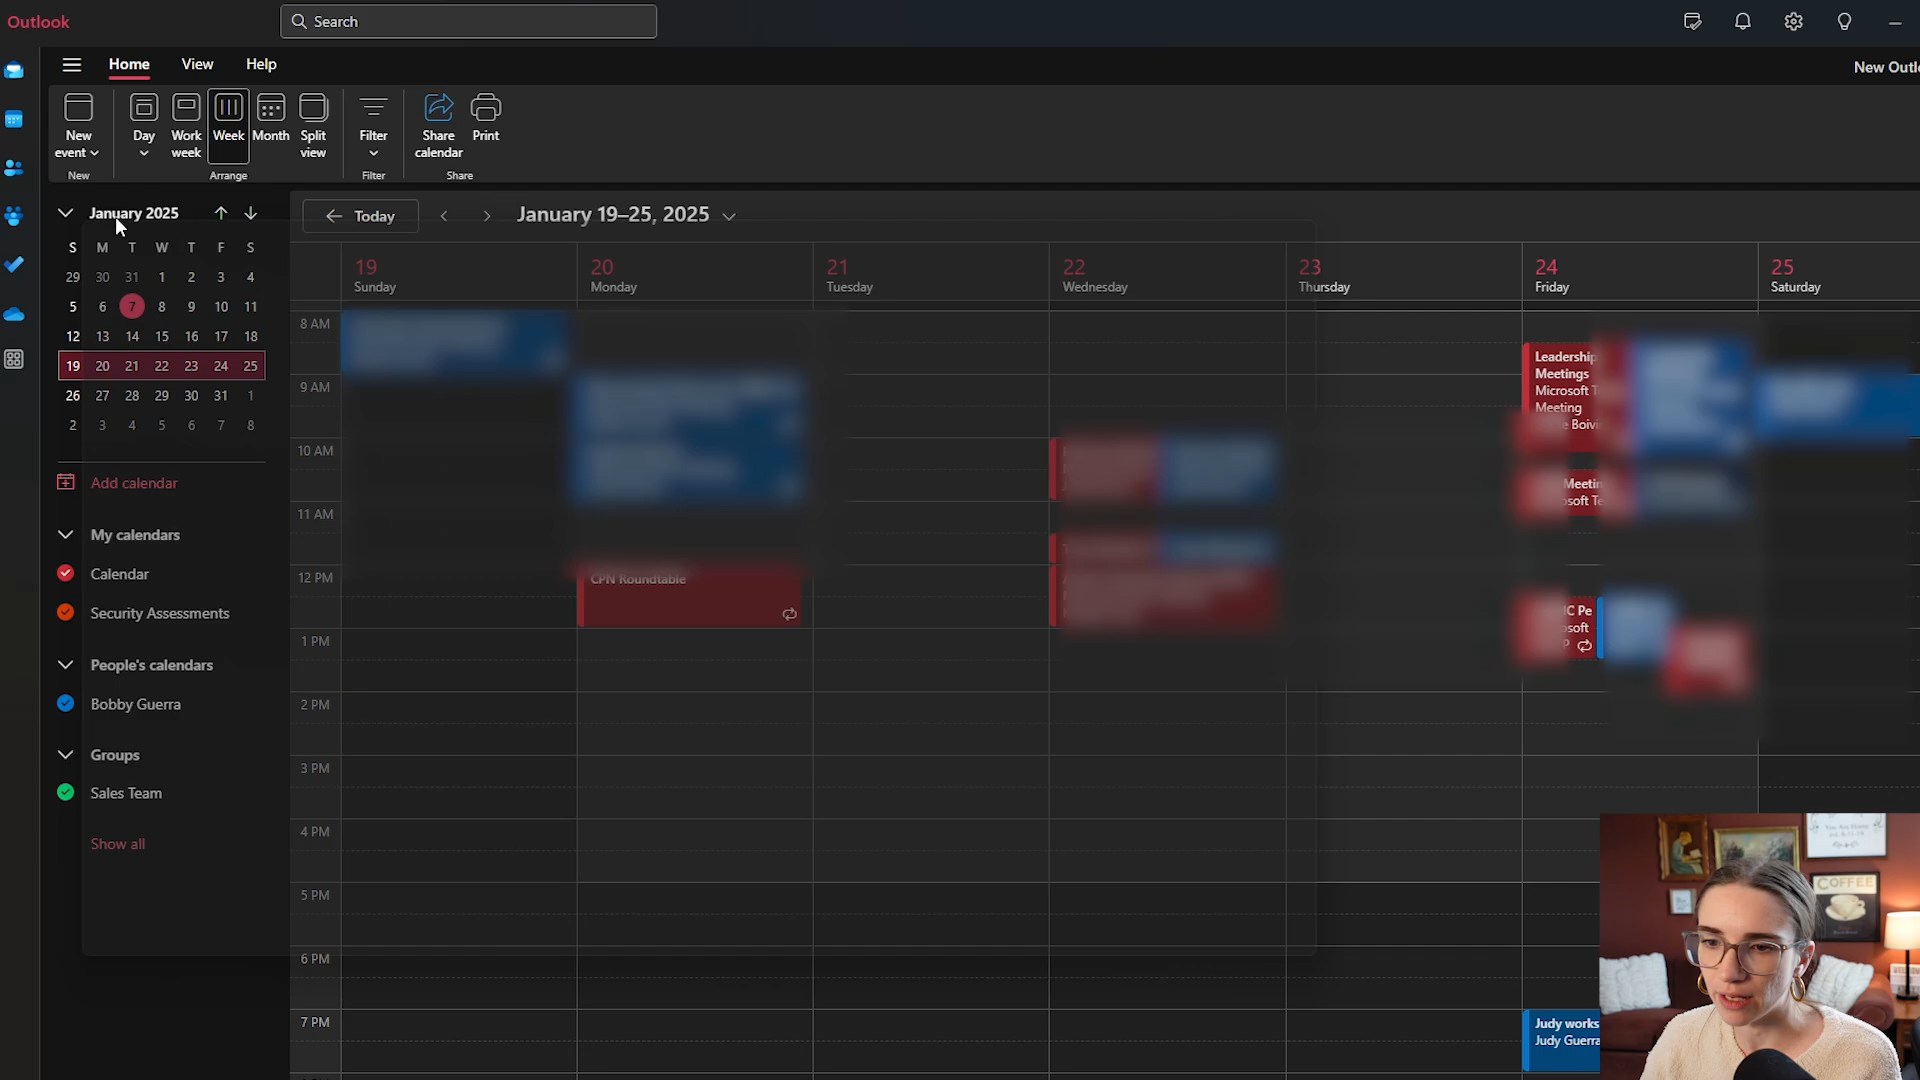 Outlook
Search
Home
View
Help
New Outl
New event
Day
Work week
Week
Month
Split view
Filter
Share calendar
Print
New
Arrange
Filter
Share
January 2025
S M T W T F S
29 30 31 1 2 3 4
5 6 7 8 9 10 11
12 13 14 15 16 17 18
19 20 21 22 23 24 25
26 27 28 29 30 31 1
2 3 4 5 6 7 8
Add calendar
My calendars
Calendar
Security Assessments
People's calendars
Bobby Guerra
Groups
Sales Team
Show all
Today
January 19–25, 2025
19
Sunday
20
Monday
21
Tuesday
22
Wednesday
23
Thursday
24
Friday
25
Saturday
8 AM
9 AM
10 AM
11 AM
12 PM
1 PM
2 PM
3 PM
4 PM
5 PM
6 PM
7 PM
CPN Roundtable
Leadership
Meetings
Microsoft T
Meeting
e Boivi
Meetin
osoft Te
C Pe
osoft
Judy works
Judy Guerra
COFFEE